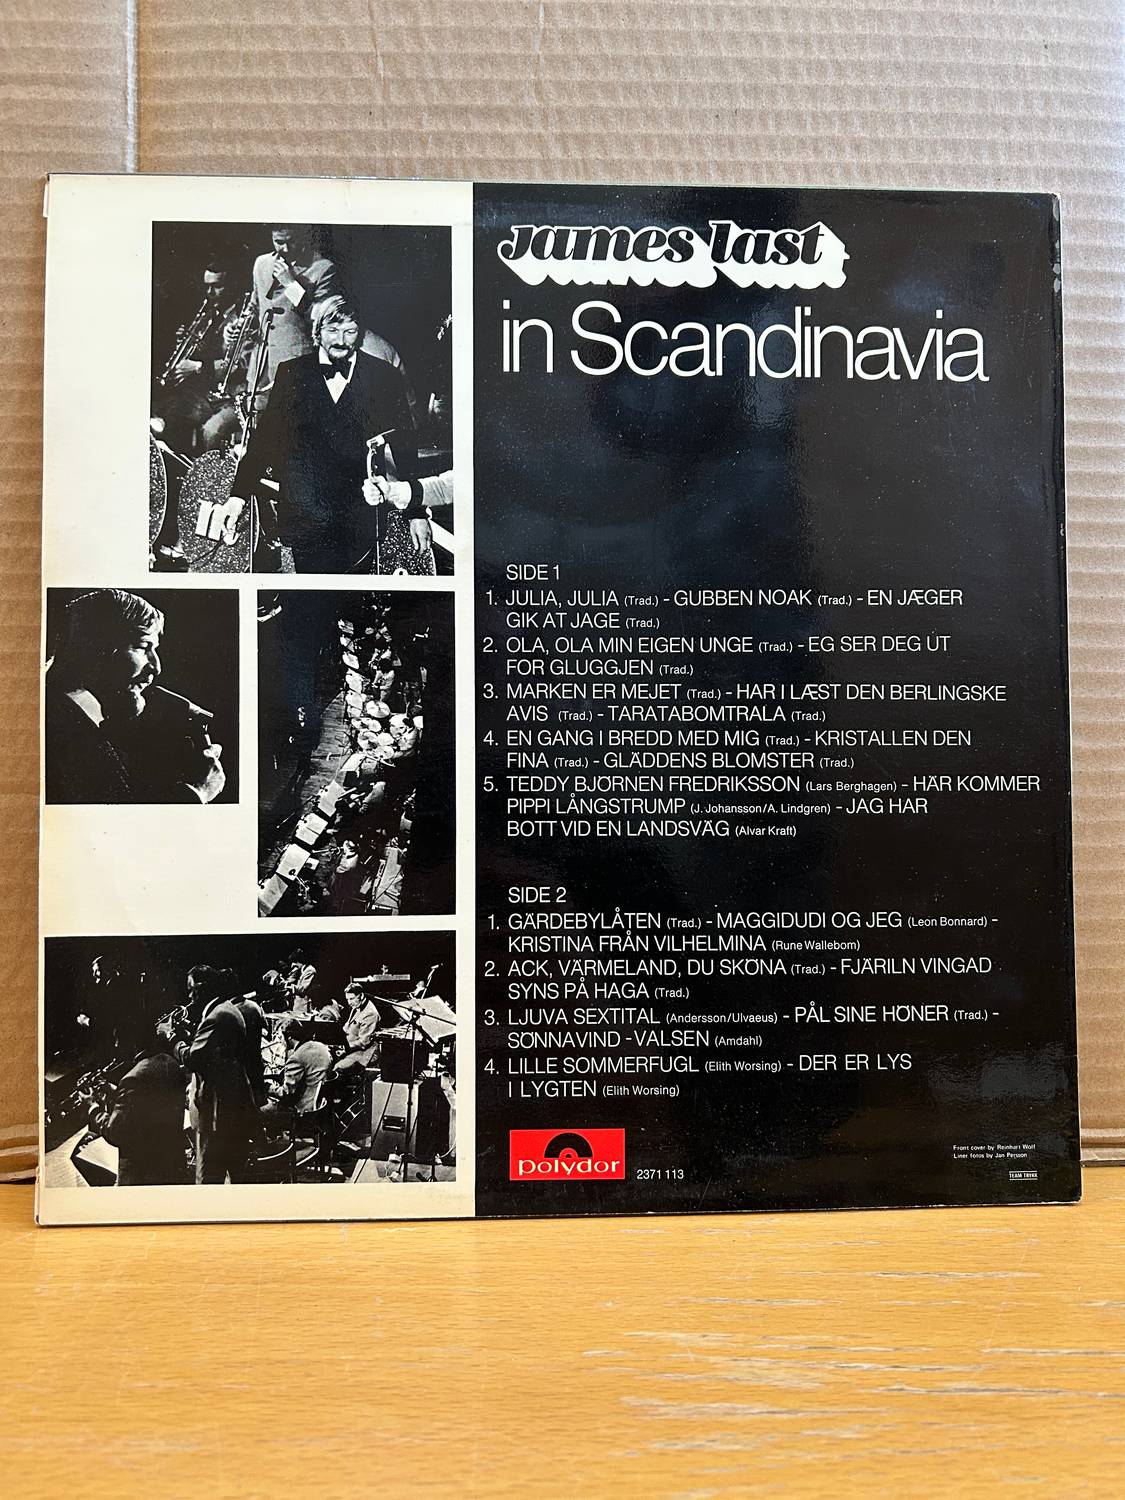 james last
in Scandinavia
SIDE 1
1. JULIA, JULIA (Trad.) - GUBBEN NOAK (Trad.) - EN JÆGER
GIK AT JAGE (Trad.)
2. OLA, OLA MIN EIGEN UNGE (Trad.) - EG SER DEG UT
FOR GLUGGJEN (Trad.)
3. MARKEN ER MEJET (Trad.) - HAR I LÆST DEN BERLINGSKE
AVIS (Trad.) - TARATABOMTRALA (Trad.)
4. EN GANG I BREDD MED MIG (Trad.) - KRISTALLEN DEN
FINA (Trad.) - GLÄDDENS BLOMSTER (Trad.)
5. TEDDY BJÖRNEN FREDRIKSSON (Lars Berghagen) - HÄR KOMMER
PIPPI LÅNGSTRUMP (J. Johansson/A. Lindgren) - JAG HAR
BOTT VID EN LANDSVÄG (Alvar Kraft)
SIDE 2
1. GÄRDEBYLÅTEN (Trad.) - MAGGIDUDI OG JEG (Leon Bonnard) -
KRISTINA FRÅN VILHELMINA (Rune Wallebom)
2. ACK, VÄRMELAND, DU SKÖNA (Trad.) - FJÄRILN VINGAD
SYNS PÅ HAGA (Trad.)
3. LJUVA SEXTITAL (Andersson/Ulvaeus) - PÅL SINE HÖNER (Trad.) -
SÖNNAVIND - VALSEN (Amdahl)
4. LILLE SOMMERFUGL (Elith Worsing) - DER ER LYS
I LYGTEN (Elith Worsing)
polydor 2371 113
Front cover by Reinhart Wolf
Liner fotos by Jan Persson
TEAM TRYKK